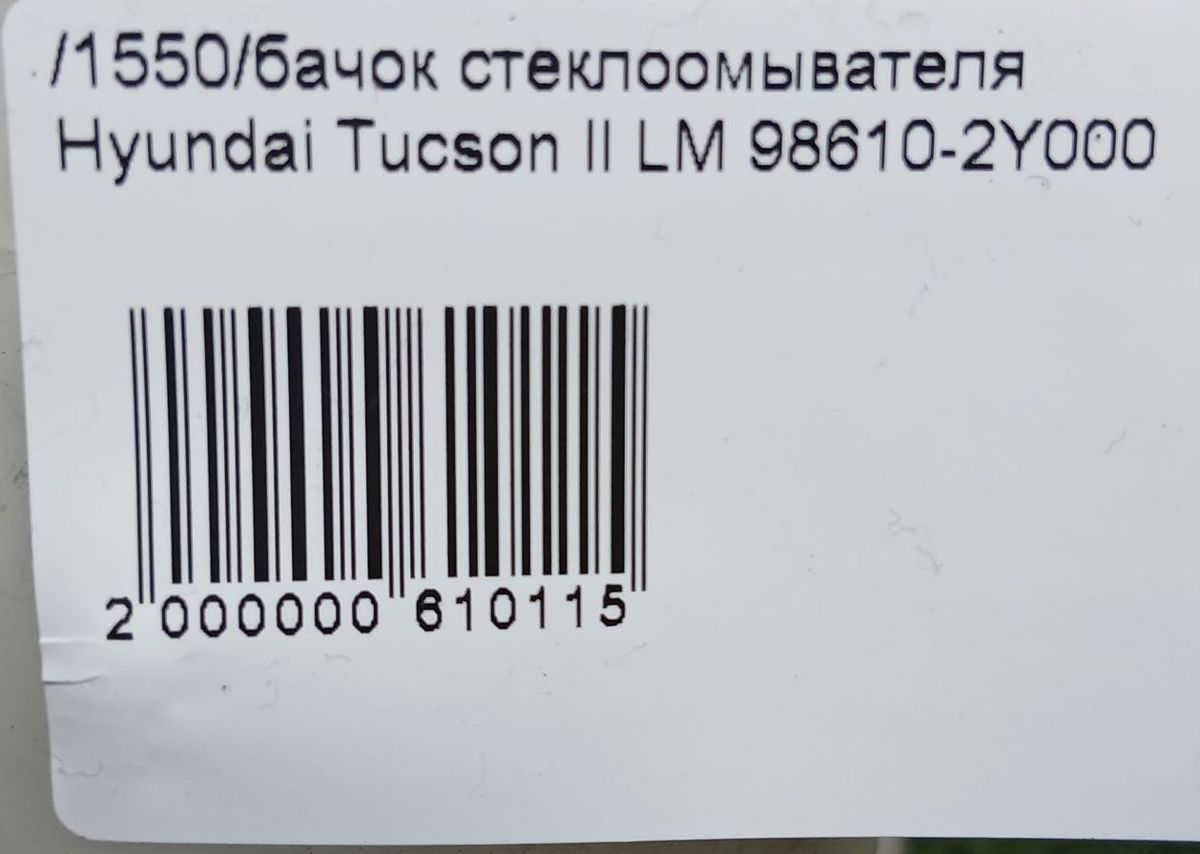 /1550/бачок стеклоомывателя
Hyundai Tucson II LM 98610-2Y000
2 000000 610115